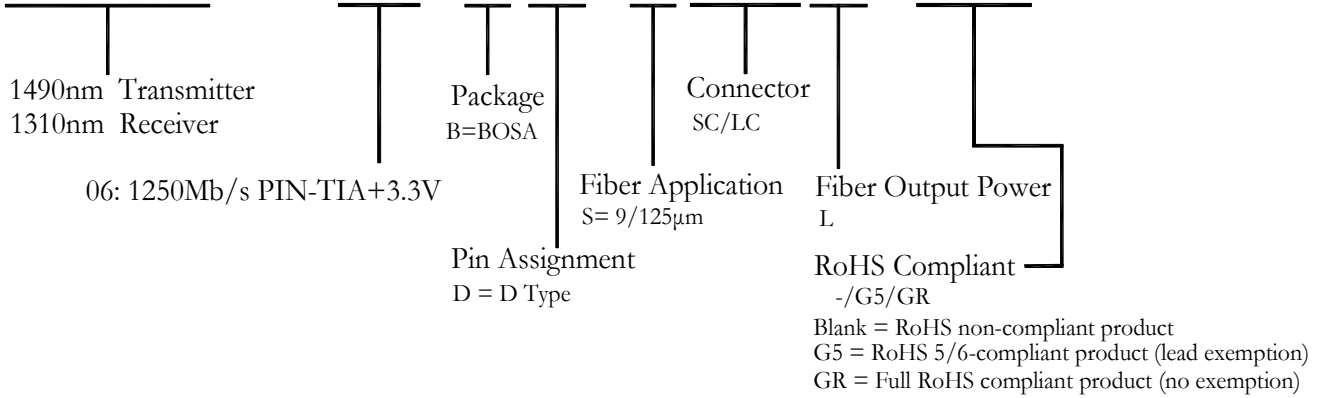 1490nm Transmitter
1310nm Receiver
06: 1250Mb/s PIN-TIA+3.3V
Package
B=BOSA
Pin Assignment
D = D Type
Fiber Application
S= 9/125µm
Connector
SC/LC
Fiber Output Power
L
RoHS Compliant
-/G5/GR
Blank = RoHS non-compliant product
G5 = RoHS 5/6-compliant product (lead exemption)
GR = Full RoHS compliant product (no exemption)